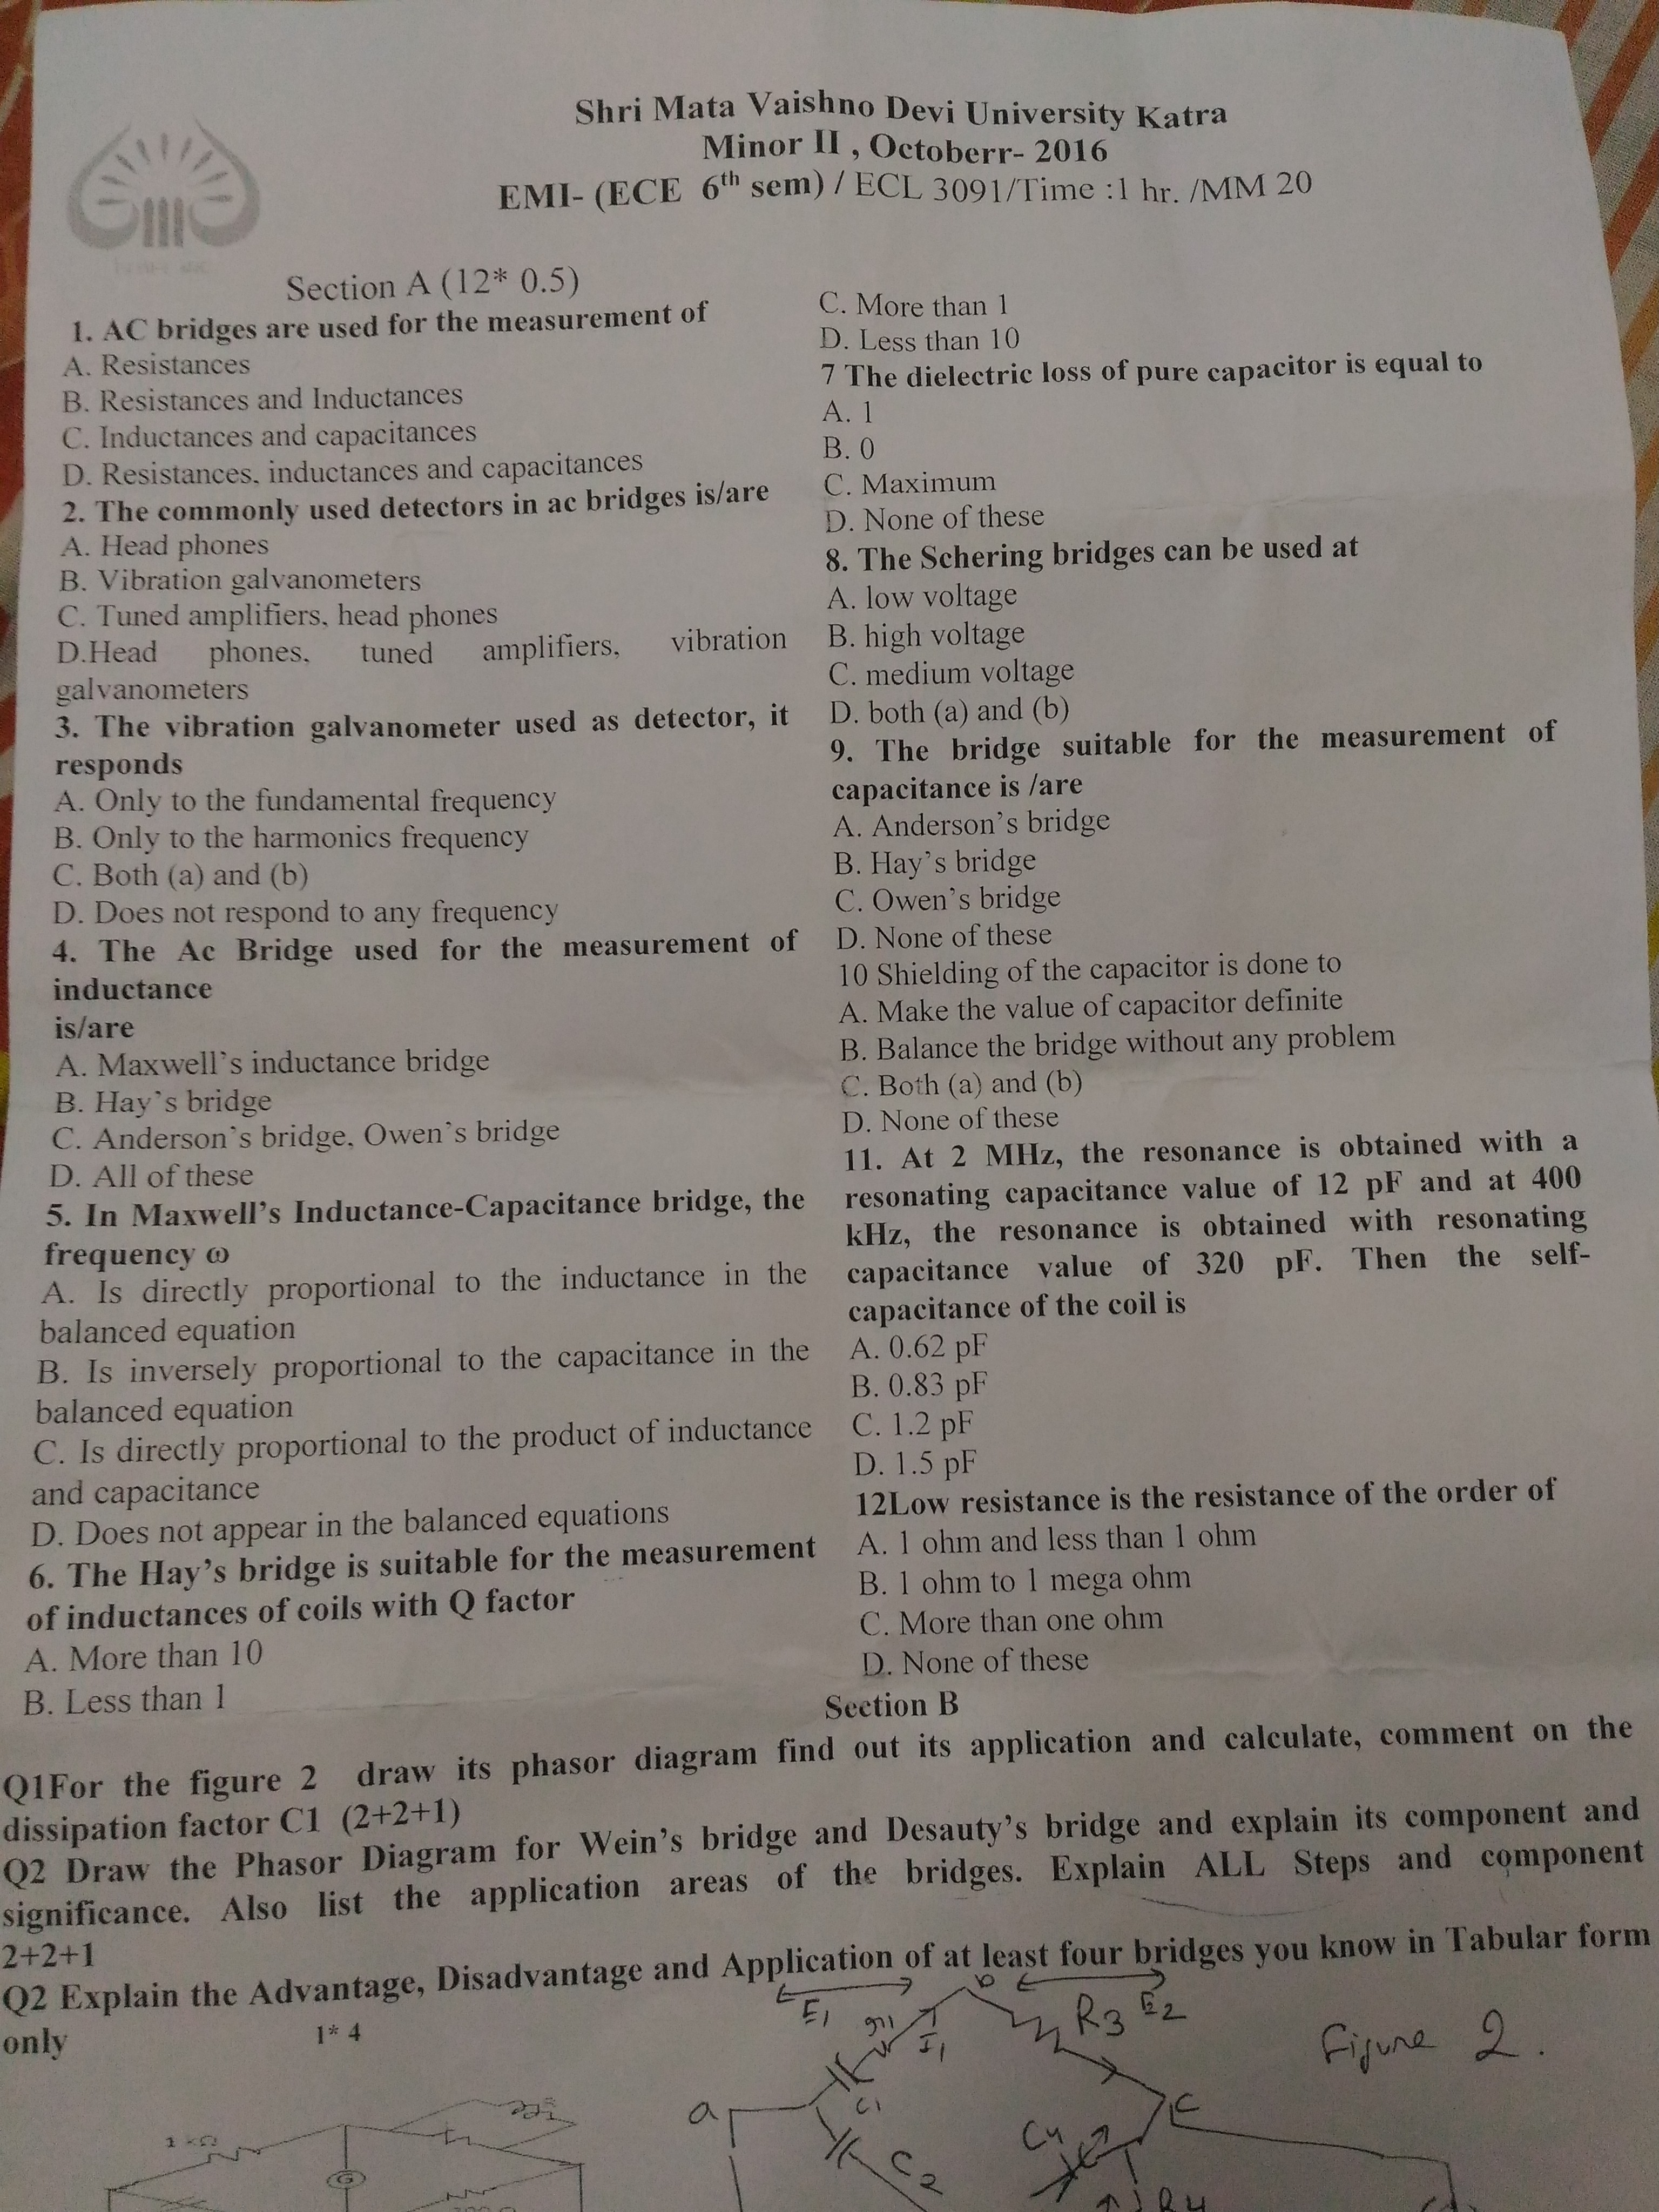 Shri Mata Vaishno Devi University Katra
Minor II , Octoberr- 2016
EMI- (ECE 6th sem) / ECL 3091/Time :1 hr. /MM 20
Section A (12* 0.5)
1. AC bridges are used for the measurement of
A. Resistances
B. Resistances and Inductances
C. Inductances and capacitances
D. Resistances, inductances and capacitances
2. The commonly used detectors in ac bridges is/are
A. Head phones
B. Vibration galvanometers
C. Tuned amplifiers, head phones
D.Head phones, tuned amplifiers, vibration
galvanometers
3. The vibration galvanometer used as detector, it
responds
A. Only to the fundamental frequency
B. Only to the harmonics frequency
C. Both (a) and (b)
D. Does not respond to any frequency
4. The Ac Bridge used for the measurement of
inductance
is/are
A. Maxwell's inductance bridge
B. Hay's bridge
C. Anderson's bridge, Owen's bridge
D. All of these
5. In Maxwell's Inductance-Capacitance bridge, the
frequency ω
A. Is directly proportional to the inductance in the
balanced equation
B. Is inversely proportional to the capacitance in the
balanced equation
C. Is directly proportional to the product of inductance
and capacitance
D. Does not appear in the balanced equations
6. The Hay's bridge is suitable for the measurement
of inductances of coils with Q factor
A. More than 10
B. Less than 1
C. More than 1
D. Less than 10
7 The dielectric loss of pure capacitor is equal to
A. 1
B. 0
C. Maximum
D. None of these
8. The Schering bridges can be used at
A. low voltage
B. high voltage
C. medium voltage
D. both (a) and (b)
9. The bridge suitable for the measurement of
capacitance is /are
A. Anderson's bridge
B. Hay's bridge
C. Owen's bridge
D. None of these
10 Shielding of the capacitor is done to
A. Make the value of capacitor definite
B. Balance the bridge without any problem
C. Both (a) and (b)
D. None of these
11. At 2 MHz, the resonance is obtained with a
resonating capacitance value of 12 pF and at 400
kHz, the resonance is obtained with resonating
capacitance value of 320 pF. Then the self-
capacitance of the coil is
A. 0.62 pF
B. 0.83 pF
C. 1.2 pF
D. 1.5 pF
12Low resistance is the resistance of the order of
A. 1 ohm and less than 1 ohm
B. 1 ohm to 1 mega ohm
C. More than one ohm
D. None of these
Section B
Q1For the figure 2 draw its phasor diagram find out its application and calculate, comment on the
dissipation factor C1 (2+2+1)
Q2 Draw the Phasor Diagram for Wein's bridge and Desauty's bridge and explain its component and
significance. Also list the application areas of the bridges. Explain ALL Steps and component
2+2+1
Q2 Explain the Advantage, Disadvantage and Application of at least four bridges you know in Tabular form
only 1* 4
E1 b E2
r1 I1 R3
Figure 2.
a C1 C
C4
C2
R4
1 kΩ
G